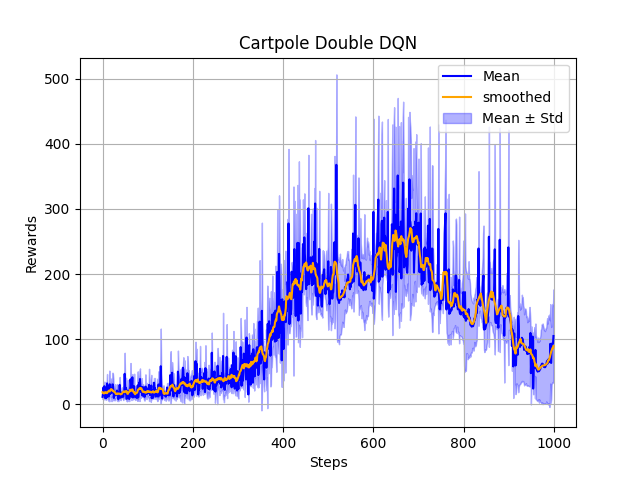 Cartpole Double DQN
Mean
smoothed
Mean ± Std
Rewards
500
400
300
200
100
0
0 200 400 600 800 1000
Steps